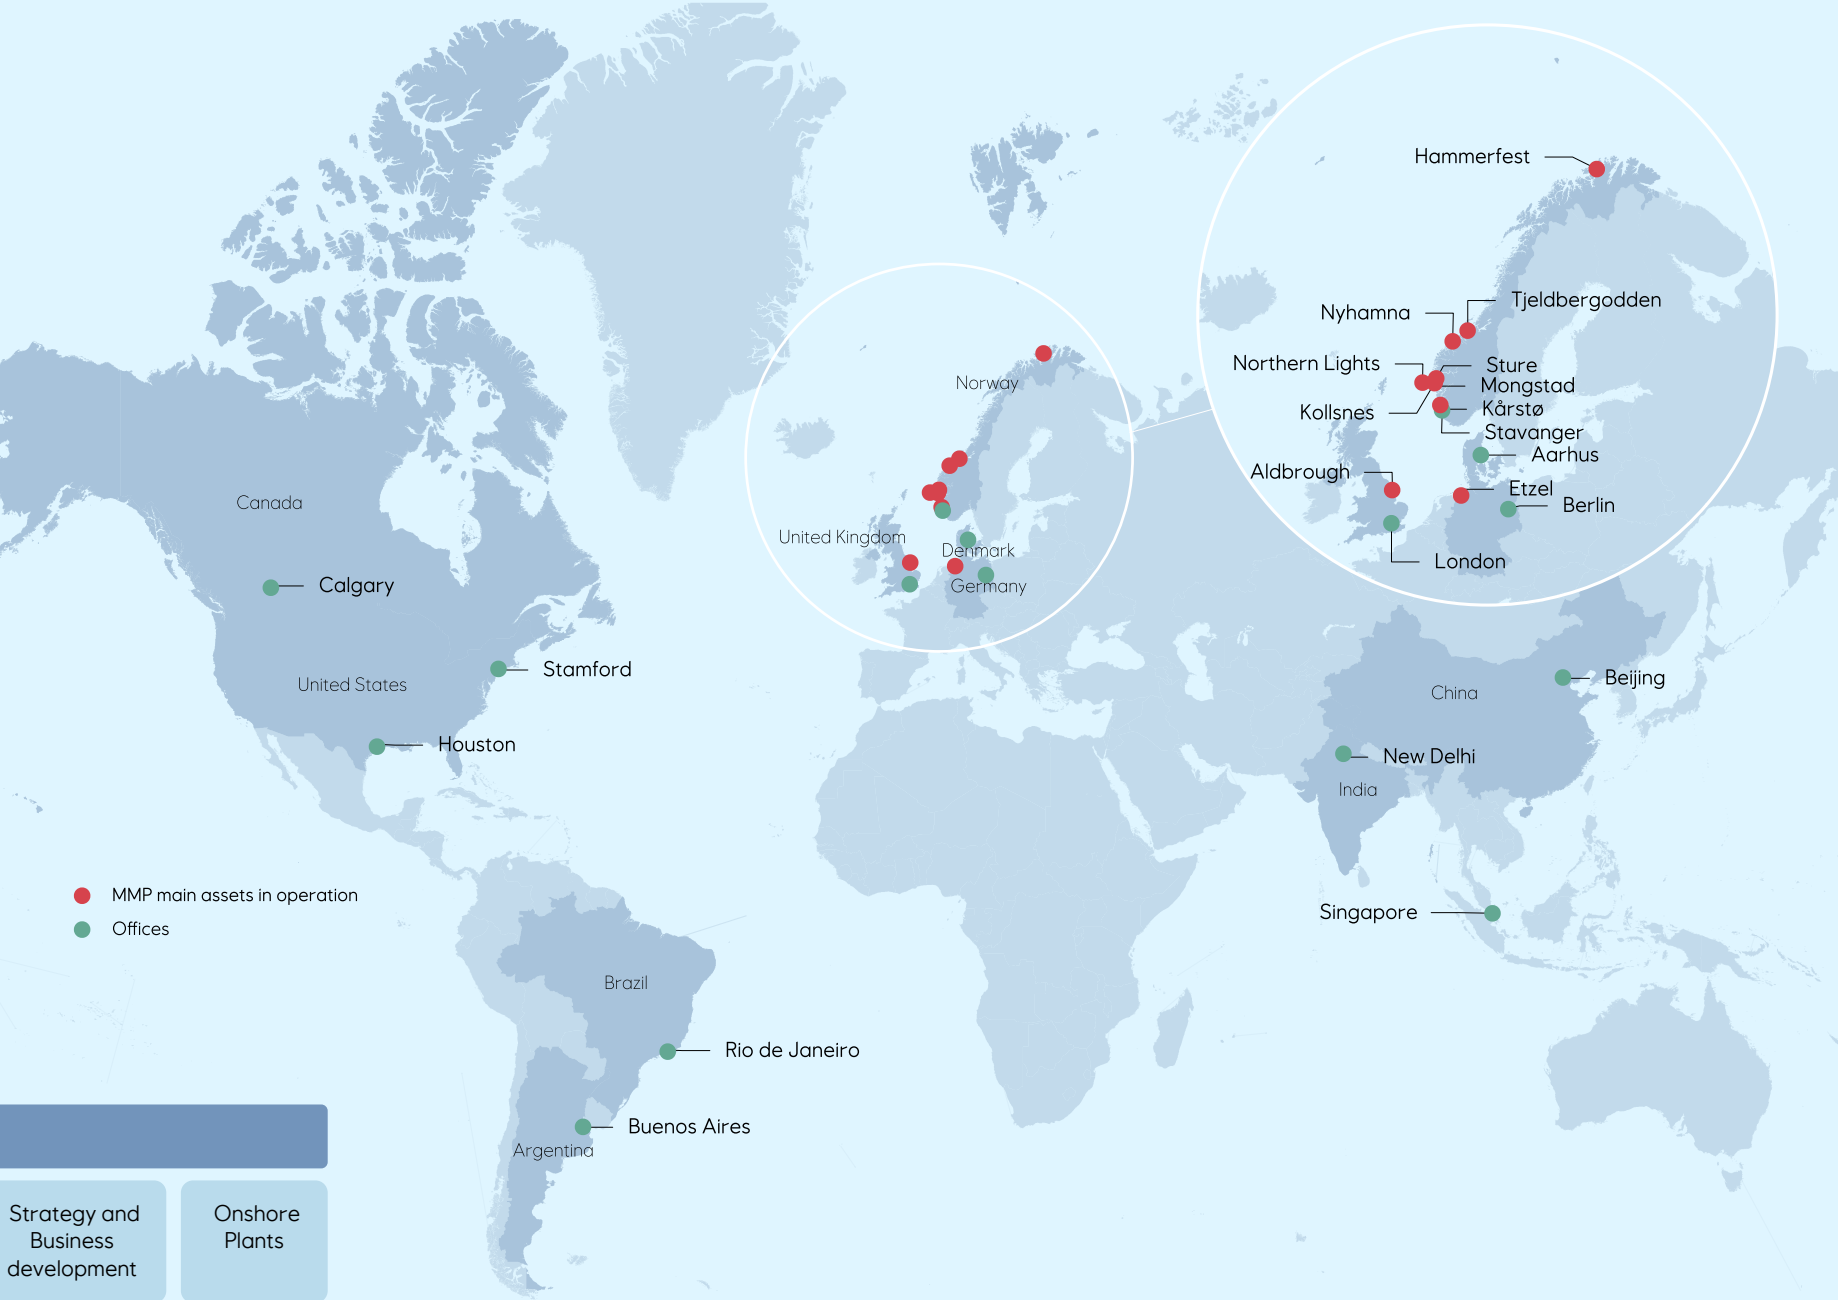 Hammerfest
Tjeldbergodden
Nyhamna
Northern Lights
Sture
Mongstad
Kollsnes
Kårstø
Stavanger
Aarhus
Aldbrough
Etzel
Berlin
London
Norway
United Kingdom
Denmark
Germany
Canada
Calgary
Stamford
United States
Houston
Beijing
China
New Delhi
India
MMP main assets in operation
Offices
Singapore
Brazil
Rio de Janeiro
Buenos Aires
Argentina
Strategy and
Business
development
Onshore
Plants